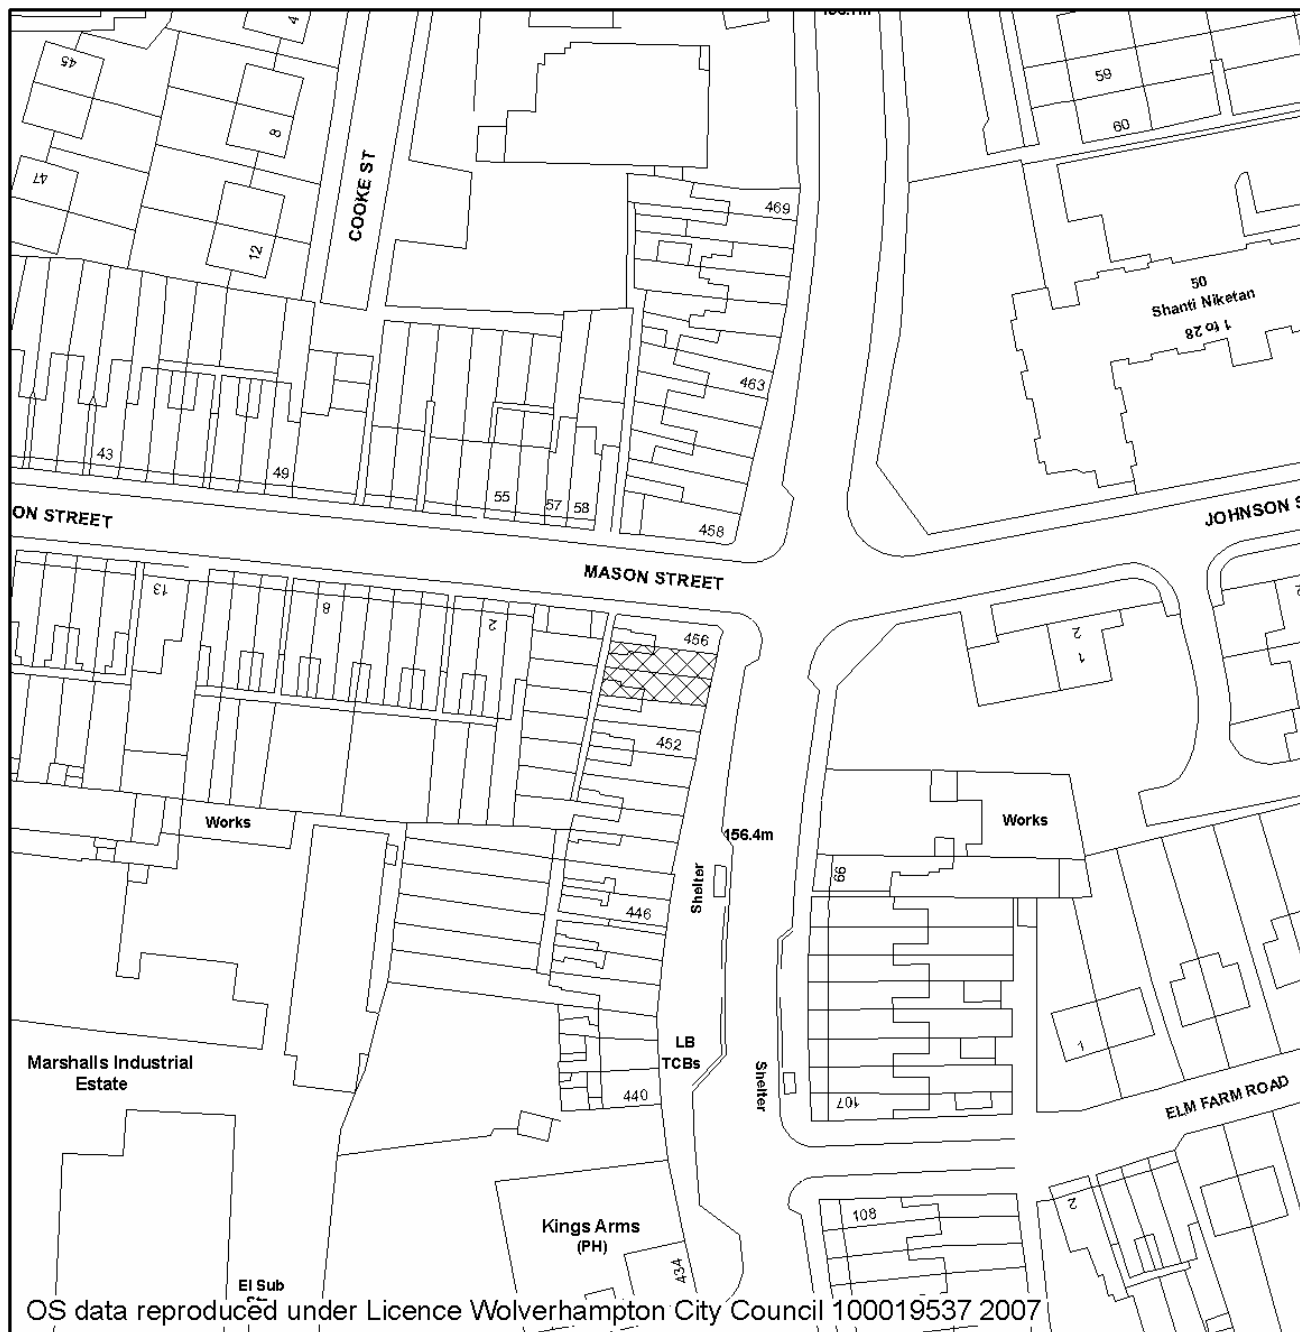 4
45
59
8
60
47
COOKE ST
469
12
50
Shanti Niketan
1 to 28
463
43
49
55
57
58
458
ON STREET
JOHNSON S
MASON STREET
13
8
2
456
2
1
452
156.4m
Works
Works
66
Shelter
446
LB
TCBs
Marshalls Industrial
Estate
Shelter
440
107
1
ELM FARM ROAD
2
108
Kings Arms
(PH)
434
El Sub
OS data reproduced under Licence Wolverhampton City Council 100019537 2007